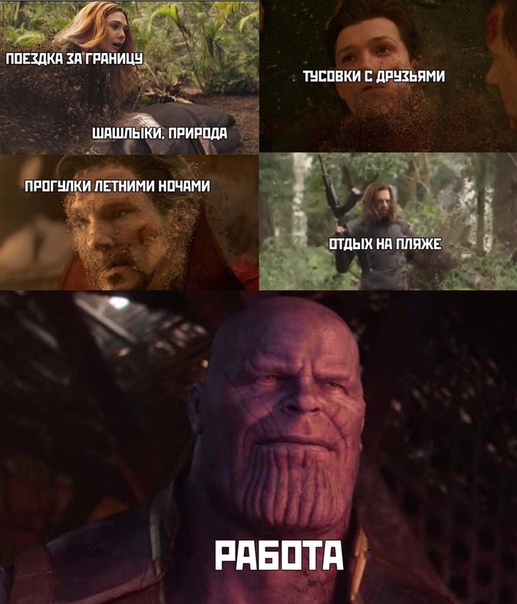 ПОЕЗДКА ЗА ГРАНИЦУ
ТУСОВКИ С ДРУЗЬЯМИ
ШАШЛЫКИ, ПРИРОДА
ПРОГУЛКИ ЛЕТНИМИ НОЧАМИ
ОТДЫХ НА ПЛЯЖЕ
РАБОТА